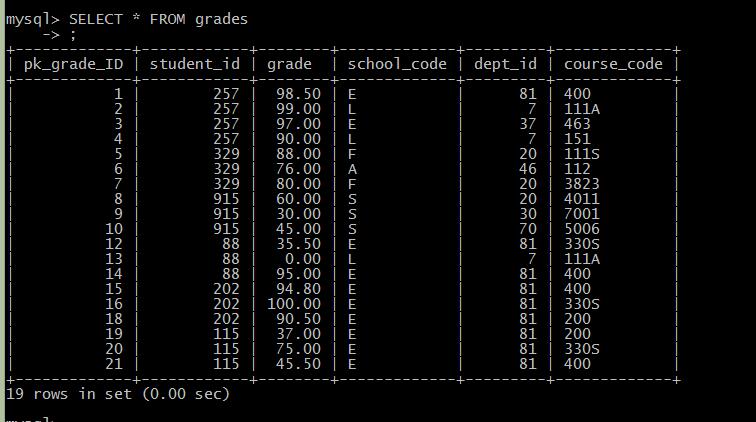 mysql> SELECT * FROM grades
    -> ;
+-------------+------------+--------+-------------+---------+-------------+
| pk_grade_ID | student_id | grade  | school_code | dept_id | course_code |
+-------------+------------+--------+-------------+---------+-------------+
|           1 |        257 |  98.50 | E           |      81 | 400         |
|           2 |        257 |  99.00 | L           |       7 | 111A        |
|           3 |        257 |  97.00 | E           |      37 | 463         |
|           4 |        257 |  90.00 | L           |       7 | 151         |
|           5 |        329 |  88.00 | F           |      20 | 111S        |
|           6 |        329 |  76.00 | A           |      46 | 112         |
|           7 |        329 |  80.00 | F           |      20 | 3823        |
|           8 |        915 |  60.00 | S           |      20 | 4011        |
|           9 |        915 |  30.00 | S           |      30 | 7001        |
|          10 |        915 |  45.00 | S           |      70 | 5006        |
|          12 |         88 |  35.50 | E           |      81 | 330S        |
|          13 |         88 |   0.00 | L           |       7 | 111A        |
|          14 |         88 |  95.00 | E           |      81 | 400         |
|          15 |        202 |  94.80 | E           |      81 | 400         |
|          16 |        202 | 100.00 | E           |      81 | 330S        |
|          18 |        202 |  90.50 | E           |      81 | 200         |
|          19 |        115 |  37.00 | E           |      81 | 200         |
|          20 |        115 |  75.00 | E           |      81 | 330S        |
|          21 |        115 |  45.50 | E           |      81 | 400         |
+-------------+------------+--------+-------------+---------+-------------+
19 rows in set (0.00 sec)
mysql>